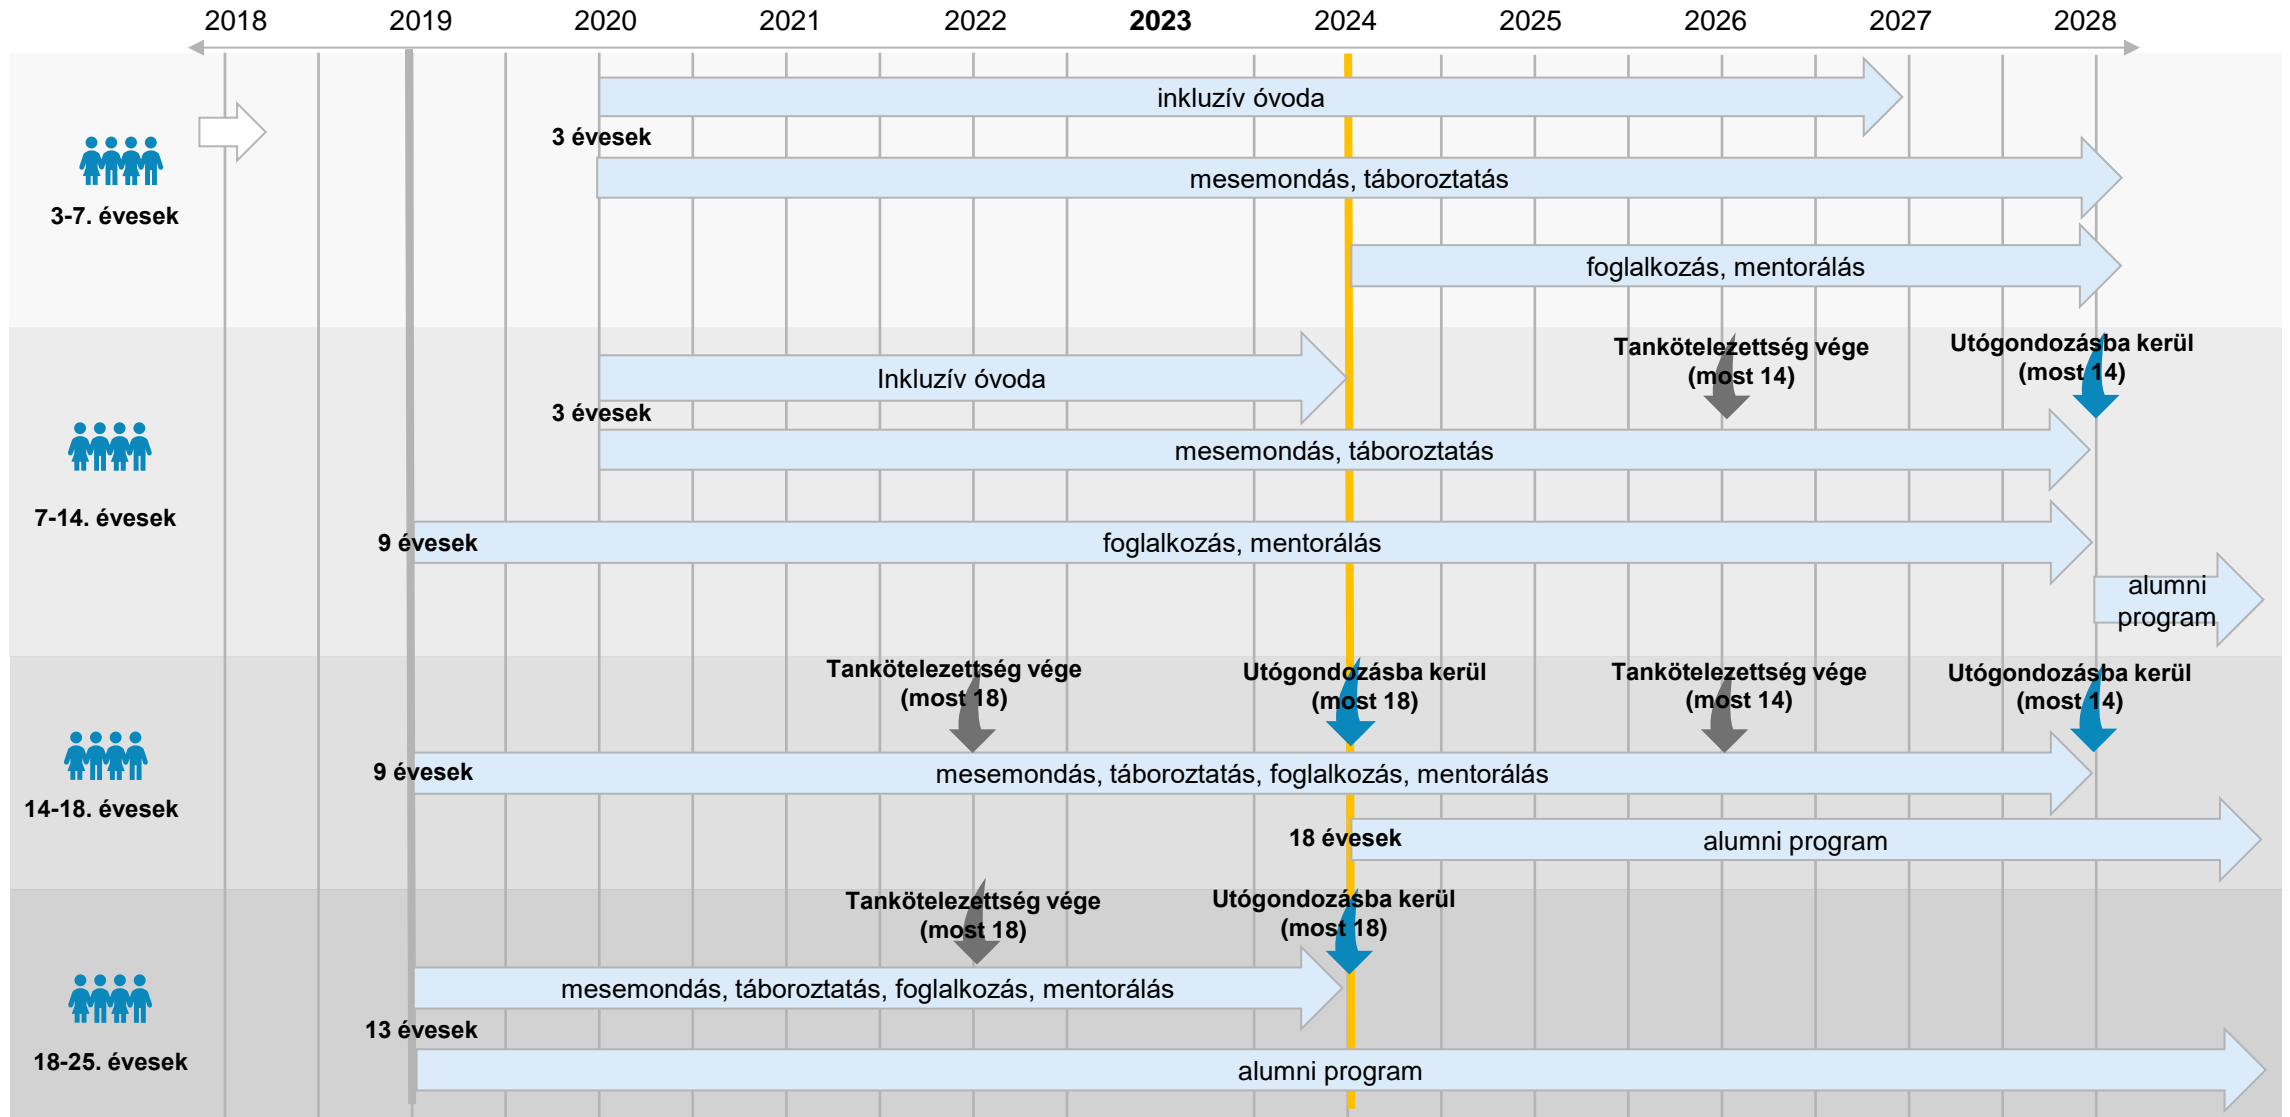 2018 2019 2020 2021 2022 2023 2024 2025 2026 2027 2028
inkluzív óvoda
3 évesek
mesemondás, táboroztatás
3-7. évesek
foglalkozás, mentorálás
Tankötelezettség vége
(most 14)
Utógondozásba kerül
(most 14)
Inkluzív óvoda
3 évesek
mesemondás, táboroztatás
7-14. évesek
9 évesek
foglalkozás, mentorálás
alumni
program
Tankötelezettség vége
(most 18)
Utógondozásba kerül
(most 18)
Tankötelezettség vége
(most 14)
Utógondozásba kerül
(most 14)
9 évesek
mesemondás, táboroztatás, foglalkozás, mentorálás
14-18. évesek
18 évesek
alumni program
Tankötelezettség vége
(most 18)
Utógondozásba kerül
(most 18)
mesemondás, táboroztatás, foglalkozás, mentorálás
13 évesek
18-25. évesek
alumni program